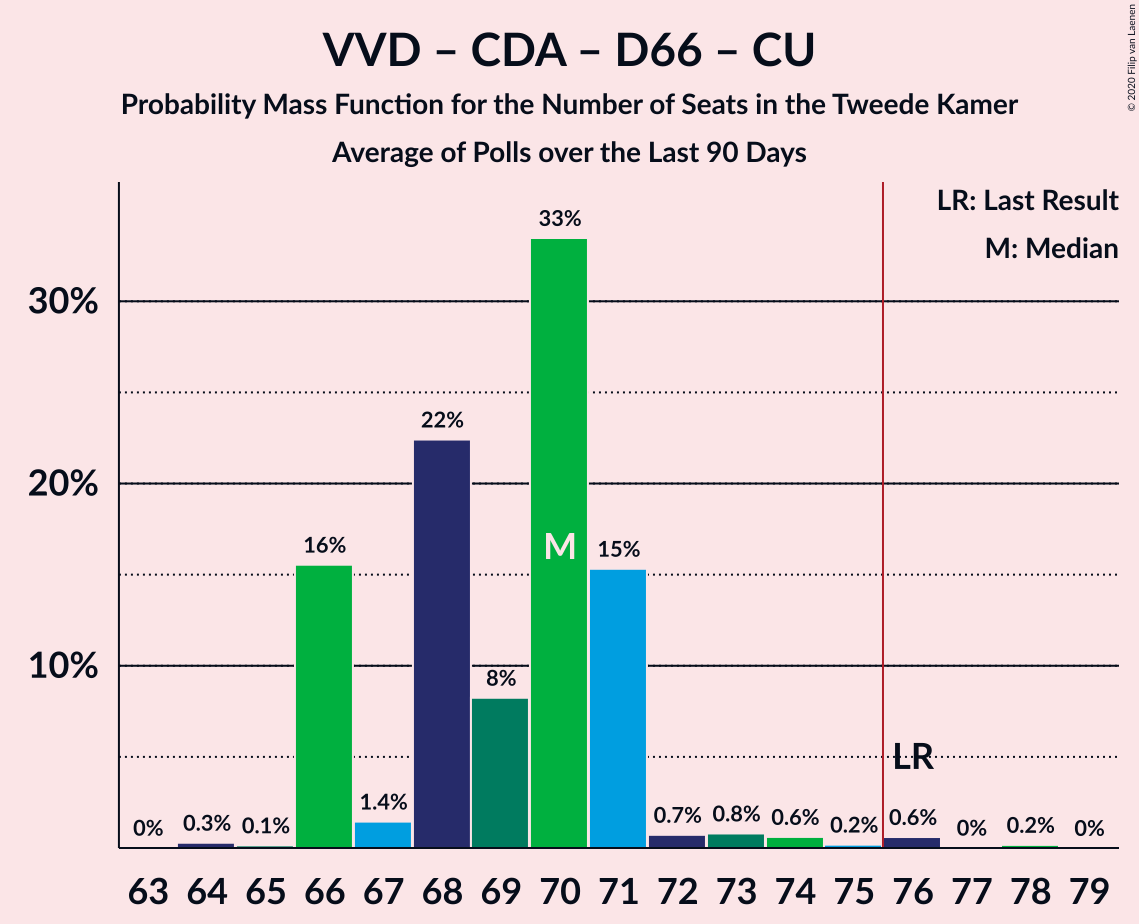 VVD – CDA – D66 – CU
Probability Mass Function for the Number of Seats in the Tweede Kamer
Average of Polls over the Last 90 Days
© 2020 Filip van Laenen
LR: Last Result
M: Median
33%
30%
22%
20%
16%
M
15%
10%
8%
LR
0%
0.3%
0.1%
1.4%
0.7%
0.8%
0.6%
0.2%
0.6%
0%
0.2%
0%
63 64 65 66 67 68 69 70 71 72 73 74 75 76 77 78 79